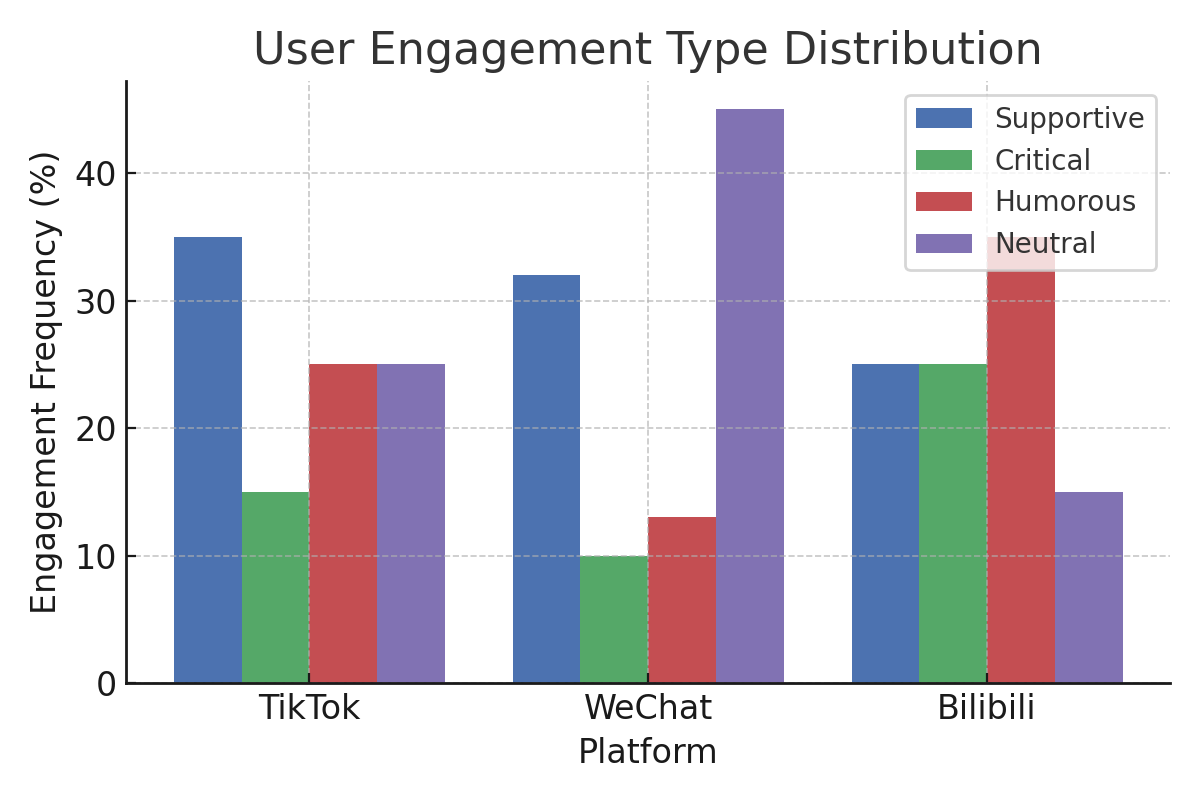 User Engagement Type Distribution
Engagement Frequency (%)
40
30
20
10
0
Supportive
Critical
Humorous
Neutral
TikTok
WeChat
Bilibili
Platform